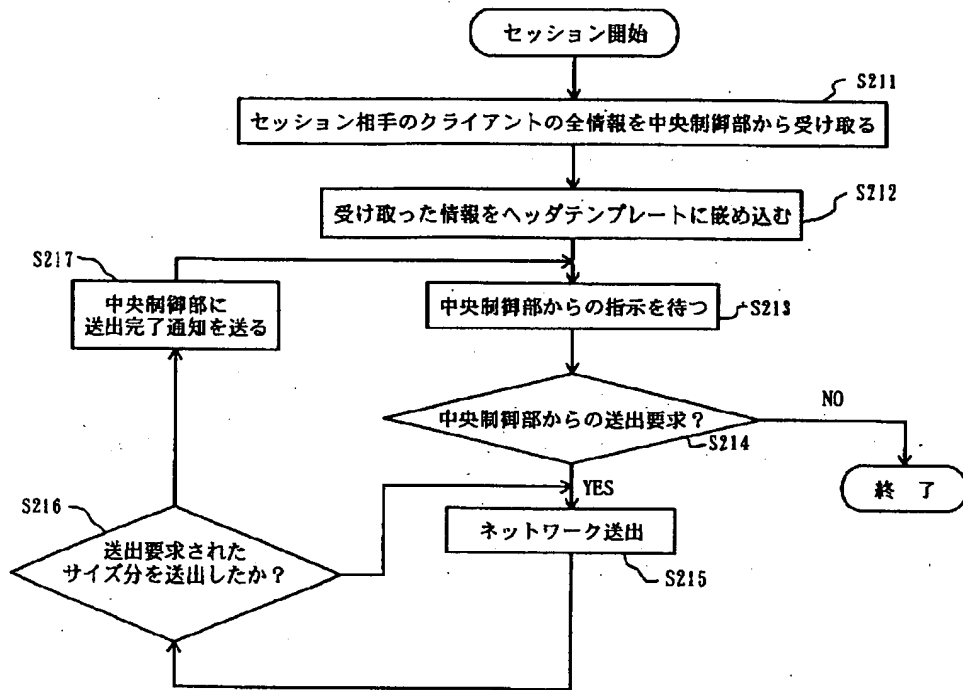 セッション開始
S211
セッション相手のクライアントの全情報を中央制御部から受け取る
S212
受け取った情報をヘッダテンプレートに嵌め込む
S217
中央制御部に
送出完了通知を送る
中央制御部からの指示を待つ
S213
中央制御部からの送出要求?
S214
NO
終 了
YES
S216
送出要求された
サイズ分を送出したか?
ネットワーク送出
S215